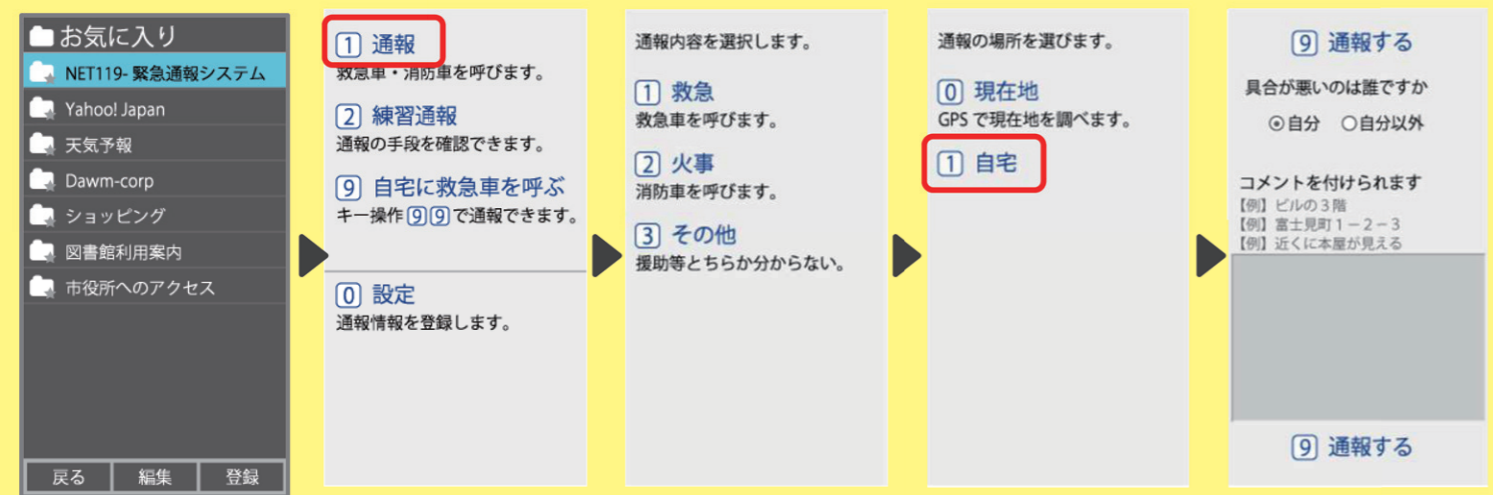 お気に入り
NET119- 緊急通報システム
Yahoo! Japan
天気予報
Dawm-corp
ショッピング
図書館利用案内
市役所へのアクセス
戻る 編集 登録
1 通報
救急車・消防車を呼びます。
2 練習通報
通報の手段を確認できます。
9 自宅に救急車を呼ぶ
キー操作99で通報できます。
0 設定
通報情報を登録します。
通報内容を選択します。
1 救急
救急車を呼びます。
2 火事
消防車を呼びます。
3 その他
援助等とちらか分からない。
通報の場所を選びます。
0 現在地
GPSで現在地を調べます。
1 自宅
9 通報する
具合が悪いのは誰ですか
自分 自分以外
コメントを付けられます
【例】ビルの3階
【例】富士見町1-2-3
【例】近くに本屋が見える
9 通報する